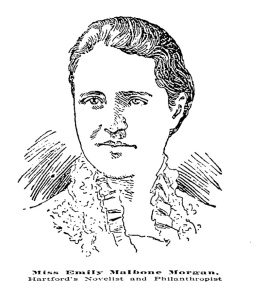 Miss Emily Malbone Morgan,
Hartford's Novelist and Philanthropist